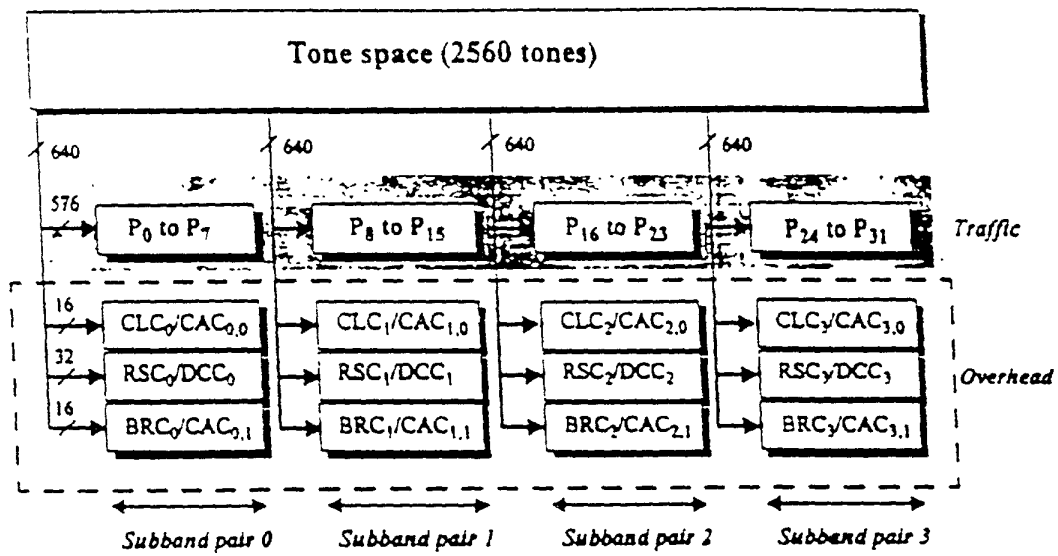 Tone space (2560 tones)
640 640 640 640
576
P0 to P7 P8 to P15 P16 to P23 P24 to P31 Traffic
16
CLC0/CAC0,0 CLC1/CAC1,0 CLC2/CAC2,0 CLC3/CAC3,0
32
RSC0/DCC0 RSC1/DCC1 RSC2/DCC2 RSC3/DCC3 Overhead
16
BRC0/CAC0,1 BRC1/CAC1,1 BRC2/CAC2,1 BRC3/CAC3,1
Subband pair 0 Subband pair 1 Subband pair 2 Subband pair 3